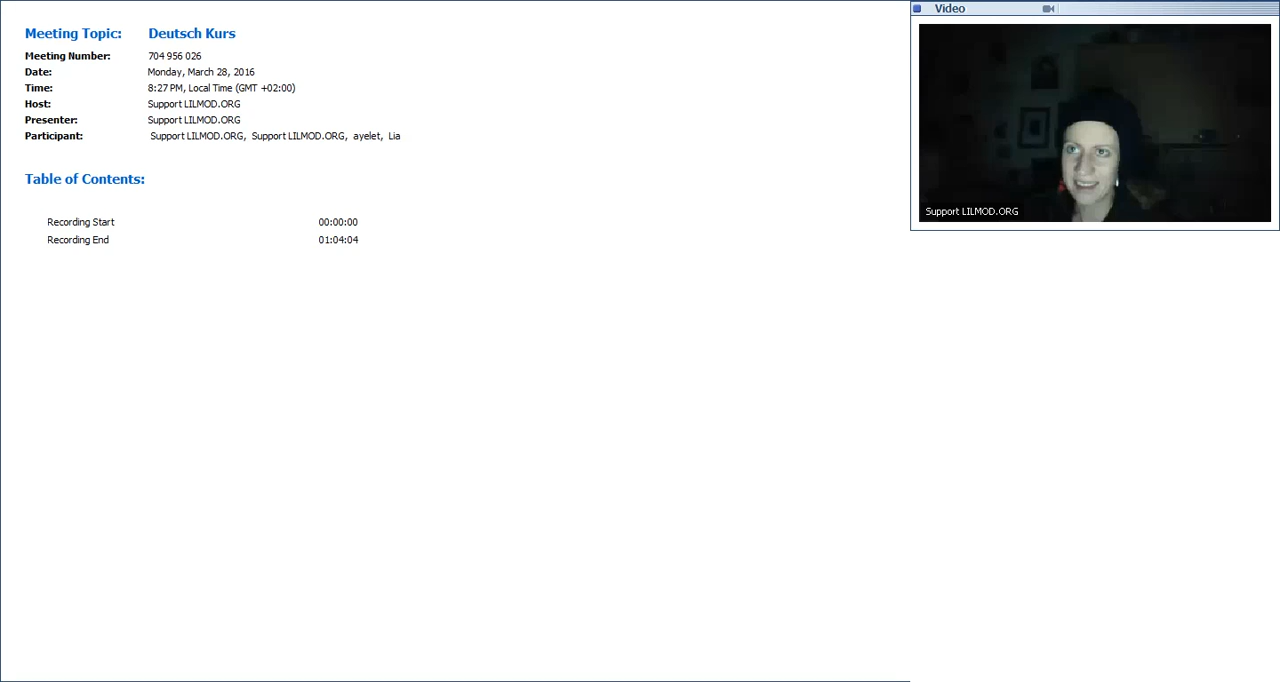 Meeting Topic: Deutsch Kurs
Meeting Number: 704 956 026
Date: Monday, March 28, 2016
Time: 8:27 PM, Local Time (GMT +02:00)
Host: Support LILMOD.ORG
Presenter: Support LILMOD.ORG
Participant: Support LILMOD.ORG, Support LILMOD.ORG, ayelet, Lia
Table of Contents:
Recording Start 00:00:00
Recording End 01:04:04
Video
Support LILMOD.ORG